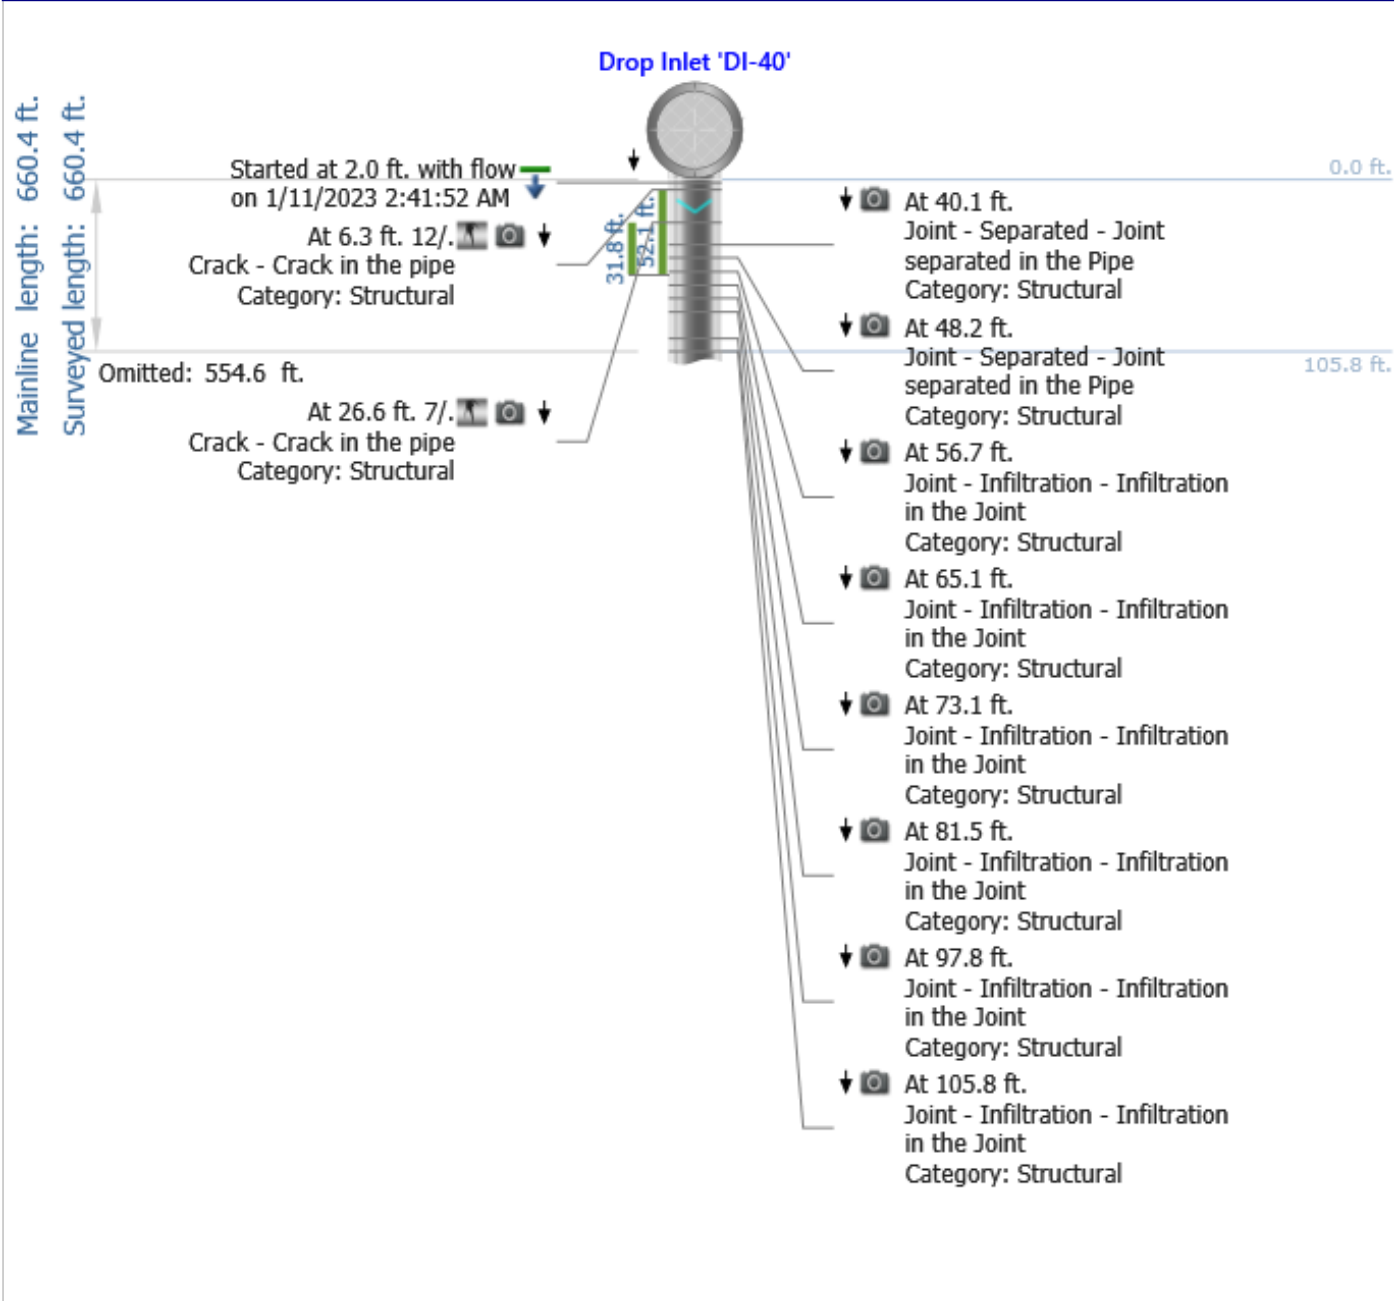 Drop Inlet 'DI-40'
Mainline length: 660.4 ft.
Surveyed length: 660.4 ft.
0.0 ft.
105.8 ft.
Started at 2.0 ft. with flow
on 1/11/2023 2:41:52 AM
At 6.3 ft. 12/.
Crack - Crack in the pipe
Category: Structural
31.8 ft.
52.1 ft.
Omitted: 554.6 ft.
At 26.6 ft. 7/.
Crack - Crack in the pipe
Category: Structural
At 40.1 ft.
Joint - Separated - Joint
separated in the Pipe
Category: Structural
At 48.2 ft.
Joint - Separated - Joint
separated in the Pipe
Category: Structural
At 56.7 ft.
Joint - Infiltration - Infiltration
in the Joint
Category: Structural
At 65.1 ft.
Joint - Infiltration - Infiltration
in the Joint
Category: Structural
At 73.1 ft.
Joint - Infiltration - Infiltration
in the Joint
Category: Structural
At 81.5 ft.
Joint - Infiltration - Infiltration
in the Joint
Category: Structural
At 97.8 ft.
Joint - Infiltration - Infiltration
in the Joint
Category: Structural
At 105.8 ft.
Joint - Infiltration - Infiltration
in the Joint
Category: Structural